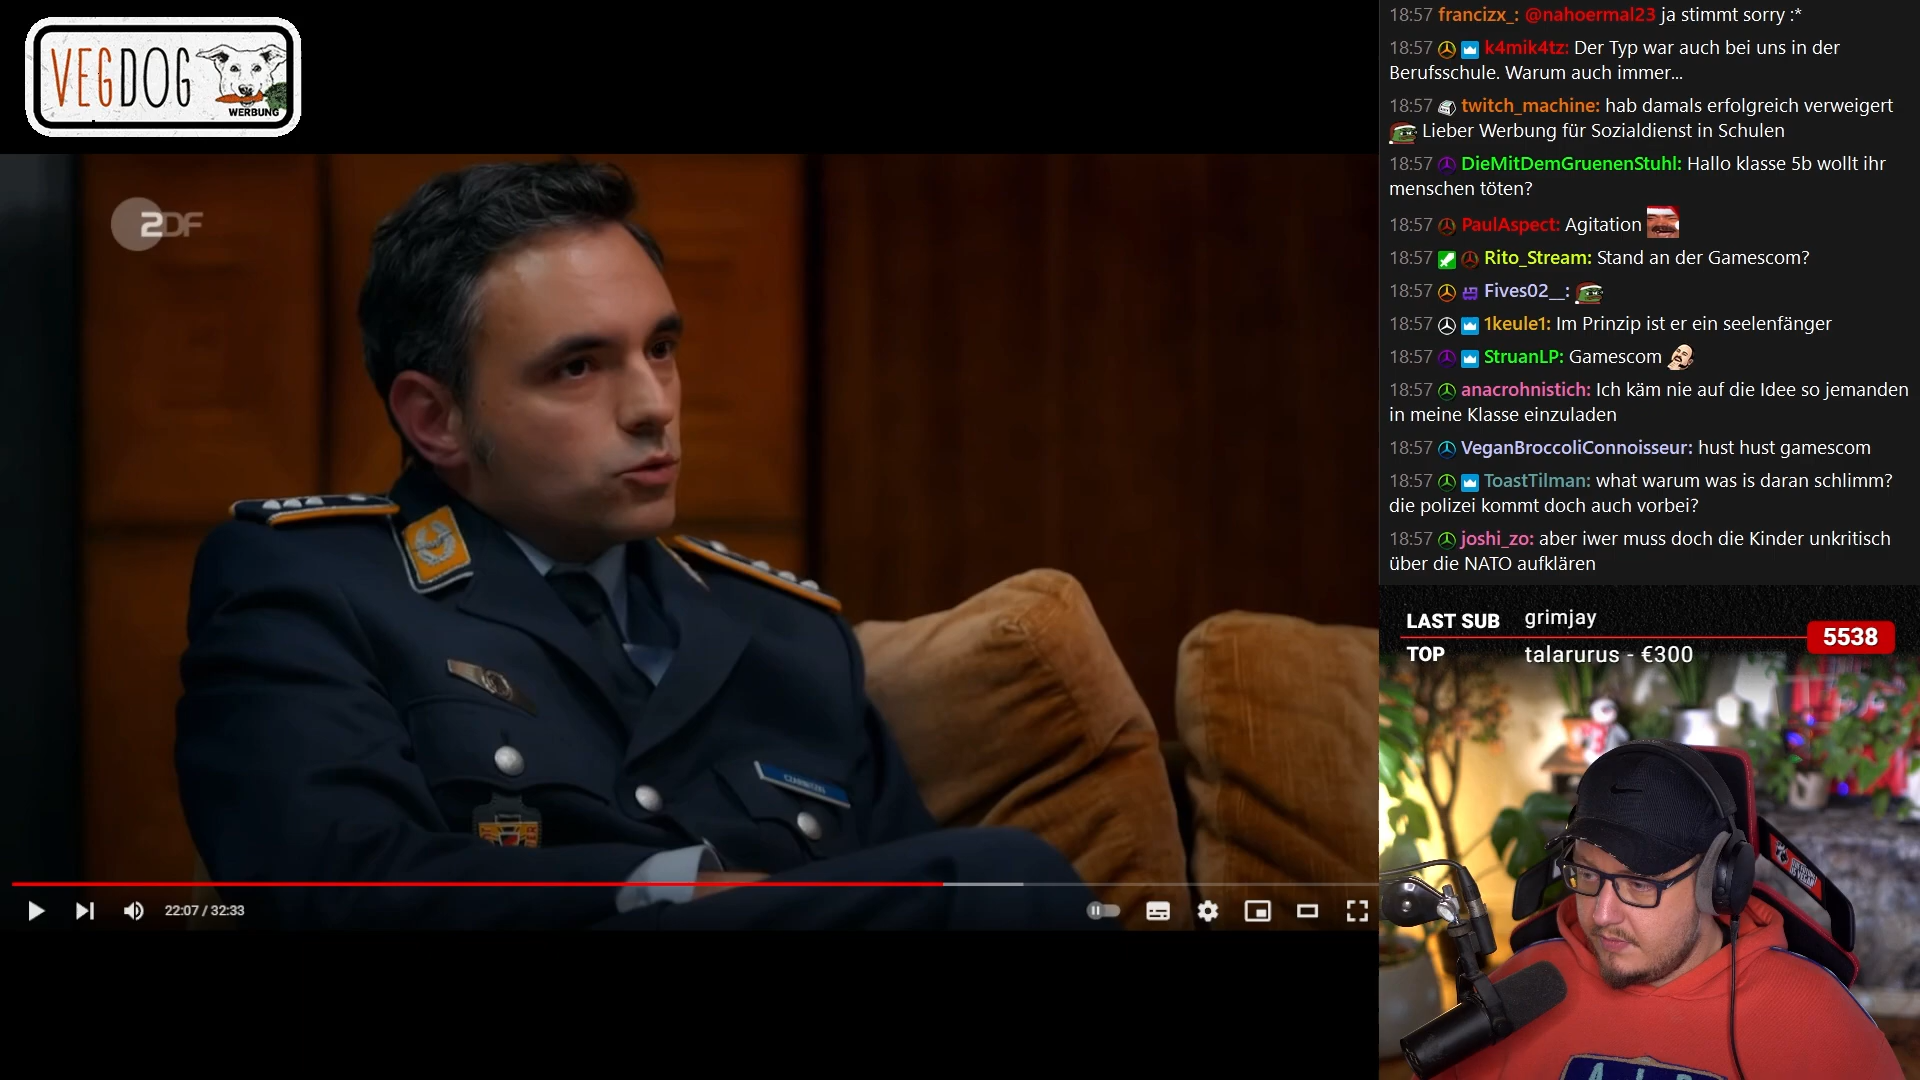 VEGDOG
WERBUNG
ZDF
22:07 / 32:33
18:57 francizx_: @nahoermal23 ja stimmt sorry :*
18:57 k4mik4tz: Der Typ war auch bei uns in der
Berufsschule. Warum auch immer...
18:57 twitch_machine: hab damals erfolgreich verweigert
Lieber Werbung für Sozialdienst in Schulen
18:57 DieMitDemGruenenStuhl: Hallo klasse 5b wollt ihr
menschen töten?
18:57 PaulAspect: Agitation
18:57 Rito_Stream: Stand an der Gamescom?
18:57 Fives02__:
18:57 1keule1: Im Prinzip ist er ein seelenfänger
18:57 StruanLP: Gamescom
18:57 anacrohnistich: Ich käm nie auf die Idee so jemanden
in meine Klasse einzuladen
18:57 VeganBroccoliConnoisseur: hust hust gamescom
18:57 ToastTilman: what warum was is daran schlimm?
die polizei kommt doch auch vorbei?
18:57 joshi_zo: aber iwer muss doch die Kinder unkritisch
über die NATO aufklären
LAST SUB grimjay
5538
TOP talarurus - €300